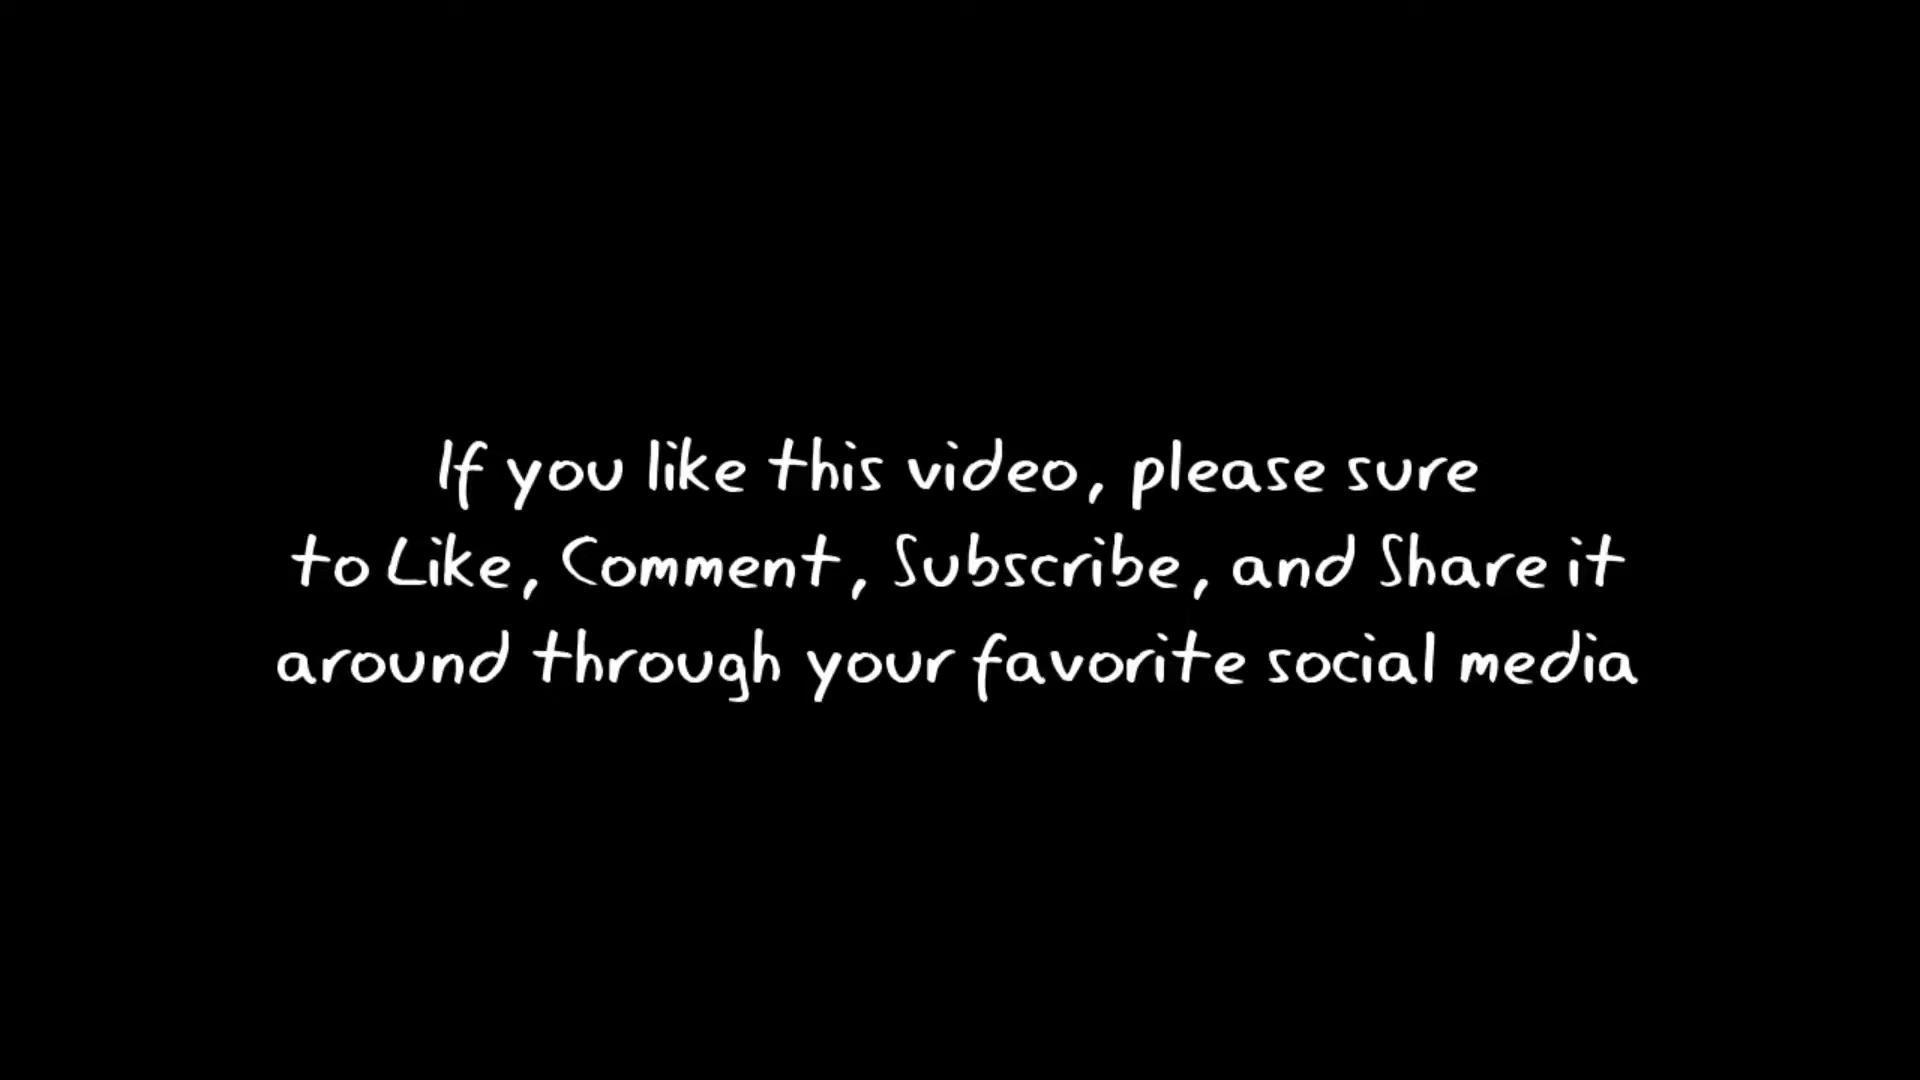 If you like this video, please sure
to Like, Comment, Subscribe, and Share it
around through your favorite social media